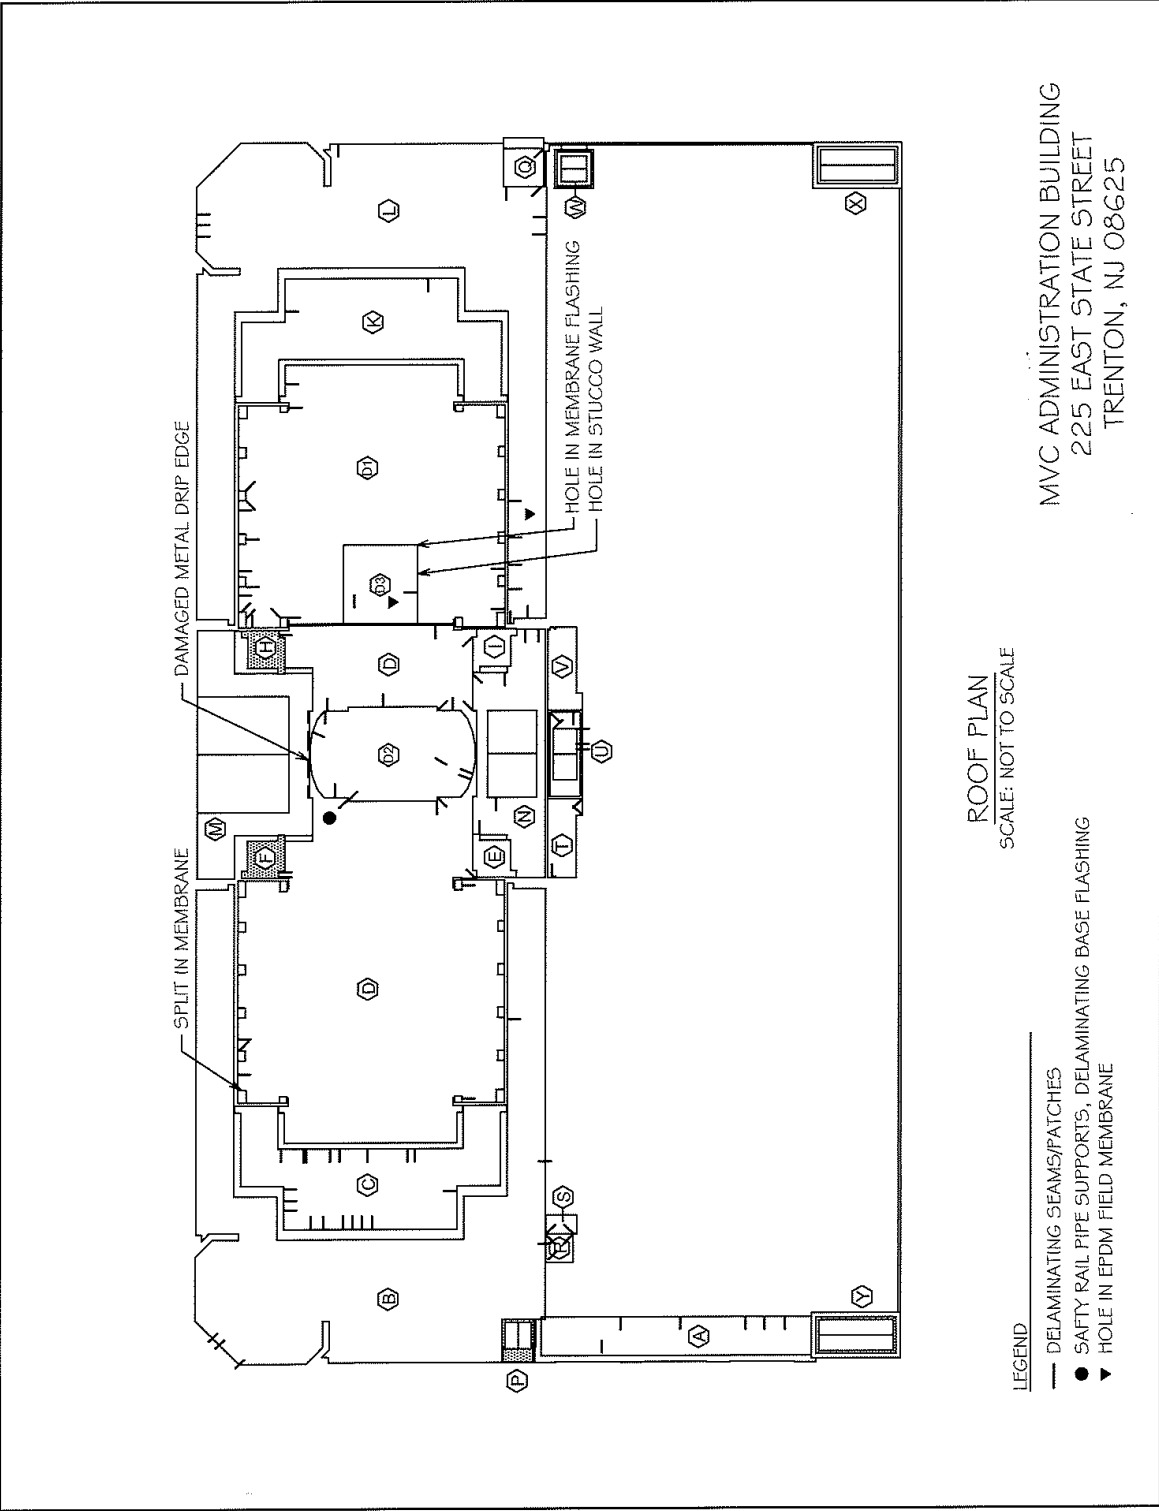 SPLIT IN MEMBRANE
DAMAGED METAL DRIP EDGE
M
F
H
C
D
D1
K
D3
B
D2
D
L
E
I
P
N
Q
R
S
T
V
HOLE IN MEMBRANE FLASHING
W
HOLE IN STUCCO WALL
U
A
Y
X
ROOF PLAN
SCALE: NOT TO SCALE
LEGEND
DELAMINATING SEAMS/PATCHES
SAFTY RAIL PIPE SUPPORTS, DELAMINATING BASE FLASHING
HOLE IN EPDM FIELD MEMBRANE
MVC ADMINISTRATION BUILDING
225 EAST STATE STREET
TRENTON, NJ 08625